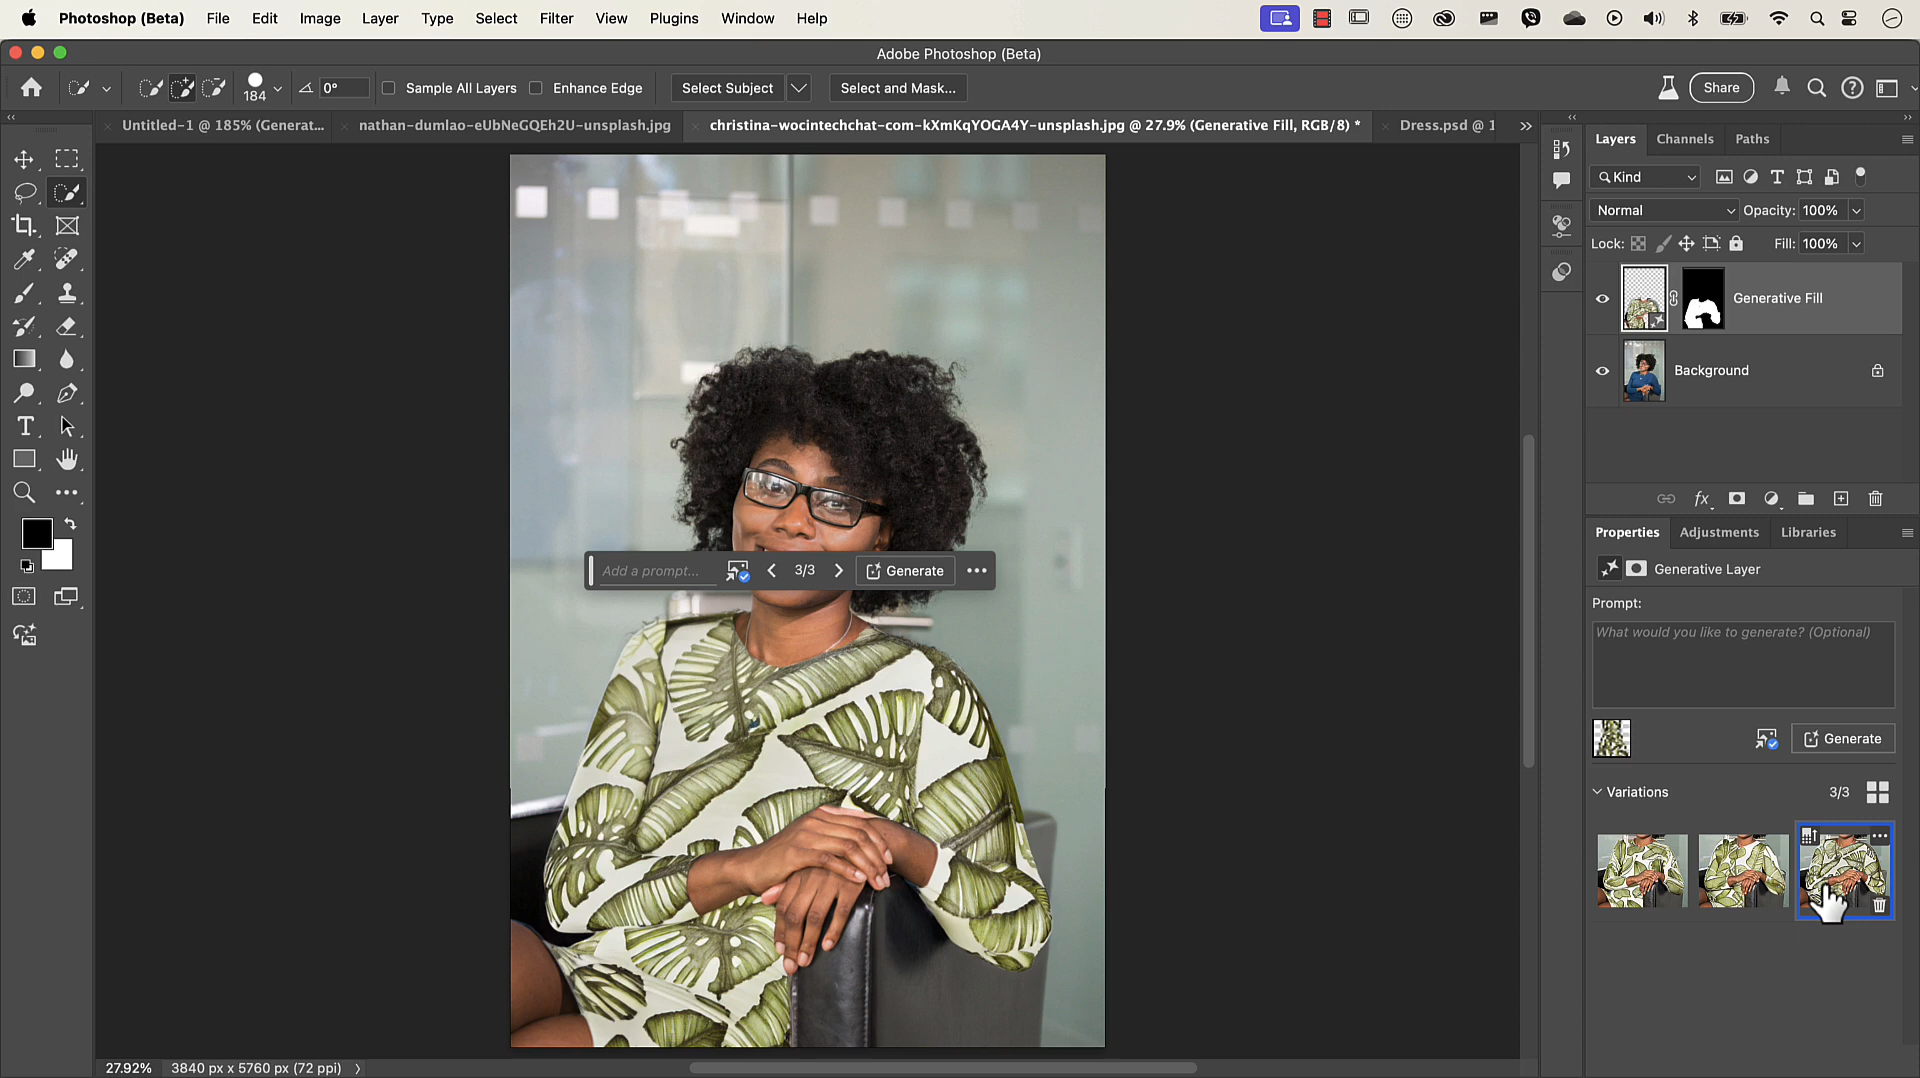 Photoshop (Beta) File Edit Image Layer Type Select Filter View Plugins Window Help
Adobe Photoshop (Beta)
184 0° Sample All Layers Enhance Edge Select Subject Select and Mask... Share
Untitled-1 @ 185% (Generat... nathan-dumlao-eUbNeGQEh2U-unsplash.jpg christina-wocintechchat-com-kXmKqYOGA4Y-unsplash.jpg @ 27.9% (Generative Fill, RGB/8) * Dress.psd @ 1
Layers Channels Paths
Kind
Normal Opacity: 100%
Lock: Fill: 100%
Generative Fill
Background
fx
Properties Adjustments Libraries
Generative Layer
Prompt:
What would you like to generate? (Optional)
Generate
Variations 3/3
Add a prompt... 3/3 Generate
27.92% 3840 px x 5760 px (72 ppi)